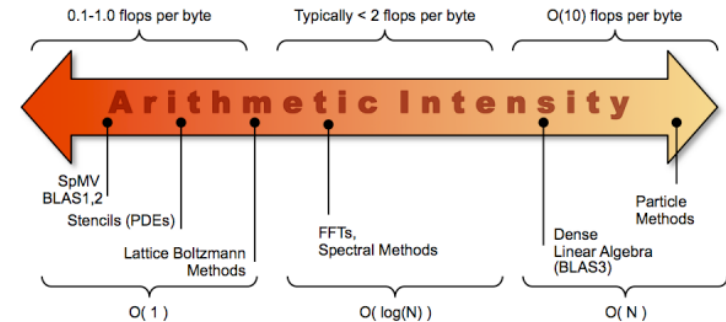 0.1-1.0 flops per byte
Typically < 2 flops per byte
O(10) flops per byte
Arithmetic Intensity
SpMV
BLAS1,2
Stencils (PDEs)
Lattice Boltzmann
Methods
FFTs,
Spectral Methods
Dense
Linear Algebra
(BLAS3)
Particle
Methods
O( 1 )
O( log(N) )
O( N )